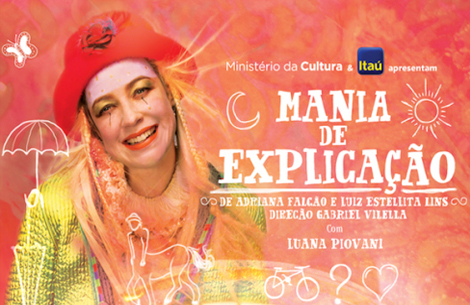 Ministério da Cultura & Itaú apresentam
MANIA
DE
EXPLICAÇÃO
DE ADRIANA FALCÃO E LUIZ ESTELLITA LINS
DIREÇÃO GABRIEL VILELLA
Com
LUANA PIOVANI
?